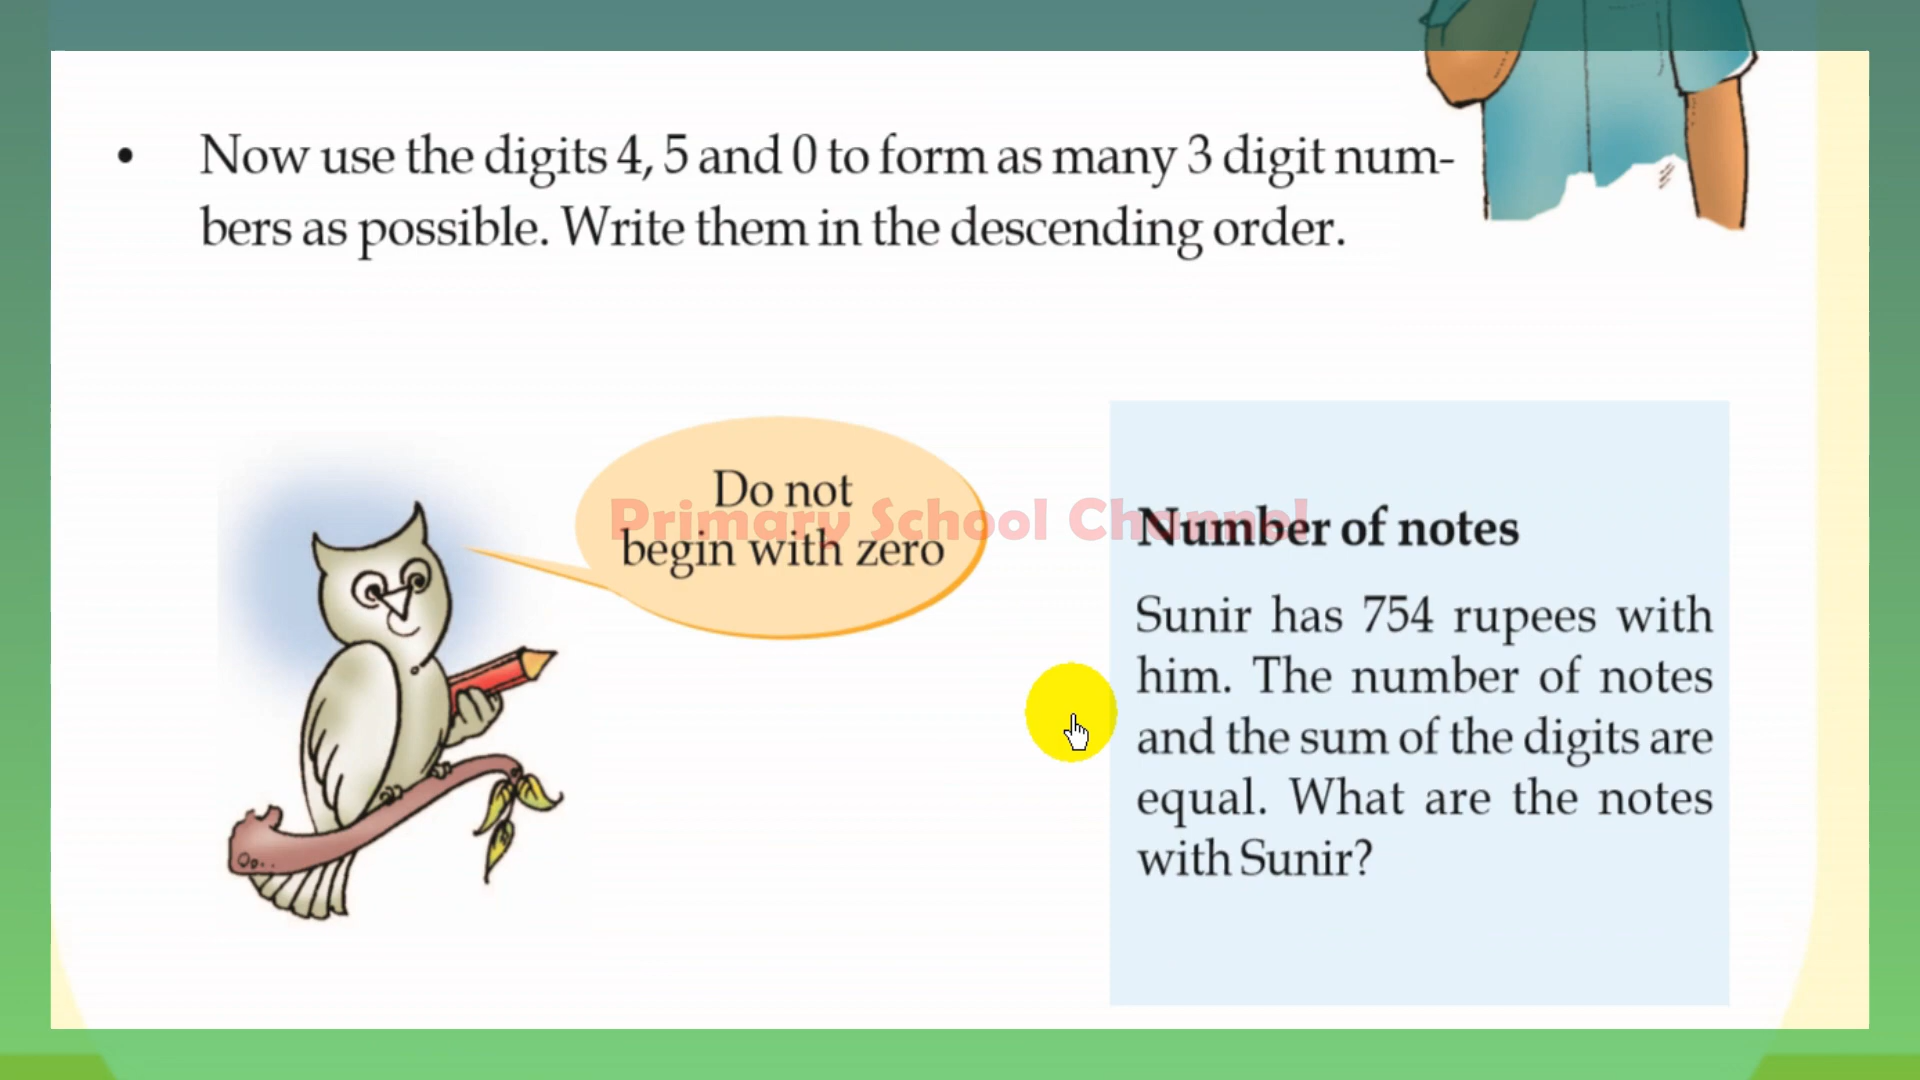 • Now use the digits 4, 5 and 0 to form as many 3 digit num-
bers as possible. Write them in the descending order.
Do not
begin with zero
Primary School Channel
Number of notes
Sunir has 754 rupees with
him. The number of notes
and the sum of the digits are
equal. What are the notes
with Sunir?